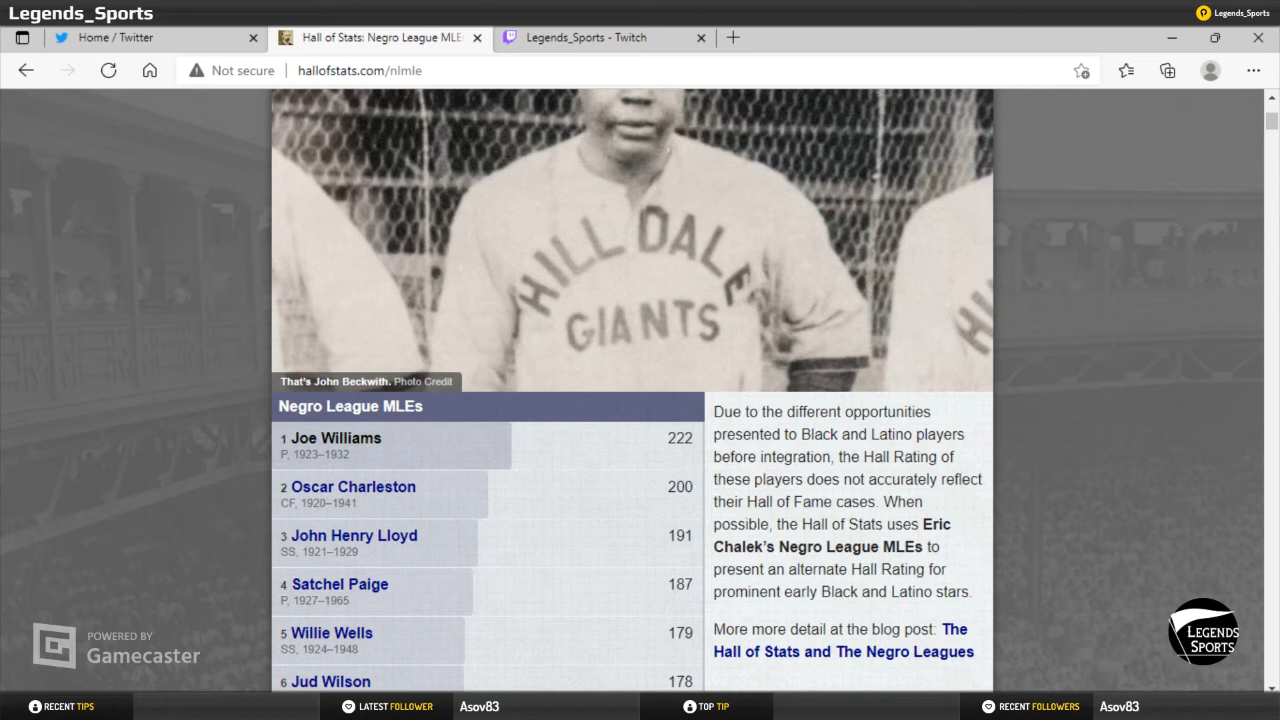 Legends_Sports
Legends_Sports
Home / Twitter
Hall of Stats: Negro League MLE
Legends_Sports - Twitch
Not secure
hallofstats.com/nlmle
HILLDALE
GIANTS
HI
That's John Beckwith. Photo Credit
Negro League MLEs
1 Joe Williams 222
P, 1923–1932
2 Oscar Charleston 200
CF, 1920–1941
3 John Henry Lloyd 191
SS, 1921–1929
4 Satchel Paige 187
P, 1927–1965
5 Willie Wells 179
SS, 1924–1948
6 Jud Wilson 178
Due to the different opportunities
presented to Black and Latino players
before integration, the Hall Rating of
these players does not accurately reflect
their Hall of Fame cases. When
possible, the Hall of Stats uses Eric
Chalek's Negro League MLEs to
present an alternate Hall Rating for
prominent early Black and Latino stars.
More more detail at the blog post: The
Hall of Stats and The Negro Leagues
POWERED BY
Gamecaster
LEGENDS
SPORTS
RECENT TIPS
LATEST FOLLOWER Asov83
TOP TIP
RECENT FOLLOWERS Asov83